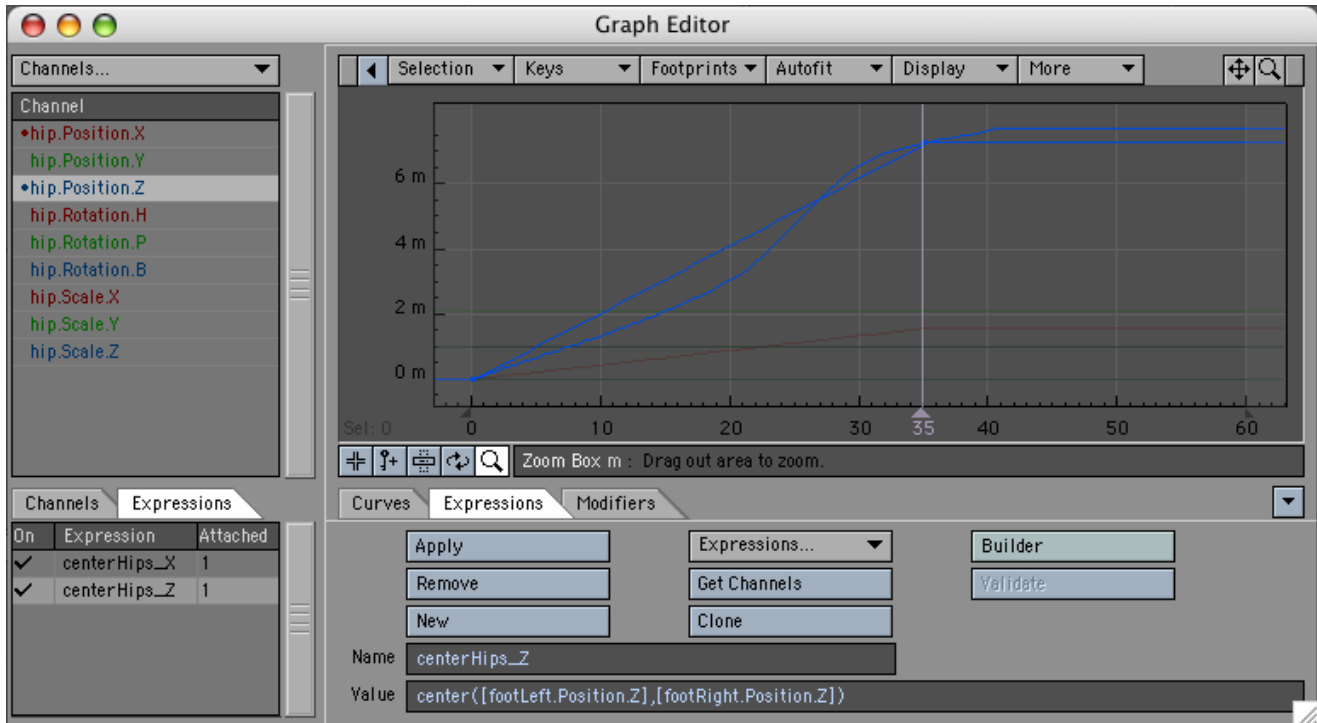 Graph Editor
Channels...
Selection Keys Footprints Autofit Display More
Channel
hip.Position.X
hip.Position.Y
hip.Position.Z
hip.Rotation.H
hip.Rotation.P
hip.Rotation.B
hip.Scale.X
hip.Scale.Y
hip.Scale.Z
6 m
4 m
2 m
0 m
Sel: 0 0 10 20 30 35 40 50 60
Zoom Box m : Drag out area to zoom.
Channels Expressions
On Expression Attached
centerHips_X 1
centerHips_Z 1
Curves Expressions Modifiers
Apply Expressions... Builder
Remove Get Channels Validate
New Clone
Name centerHips_Z
Value center([footLeft.Position.Z],[footRight.Position.Z])